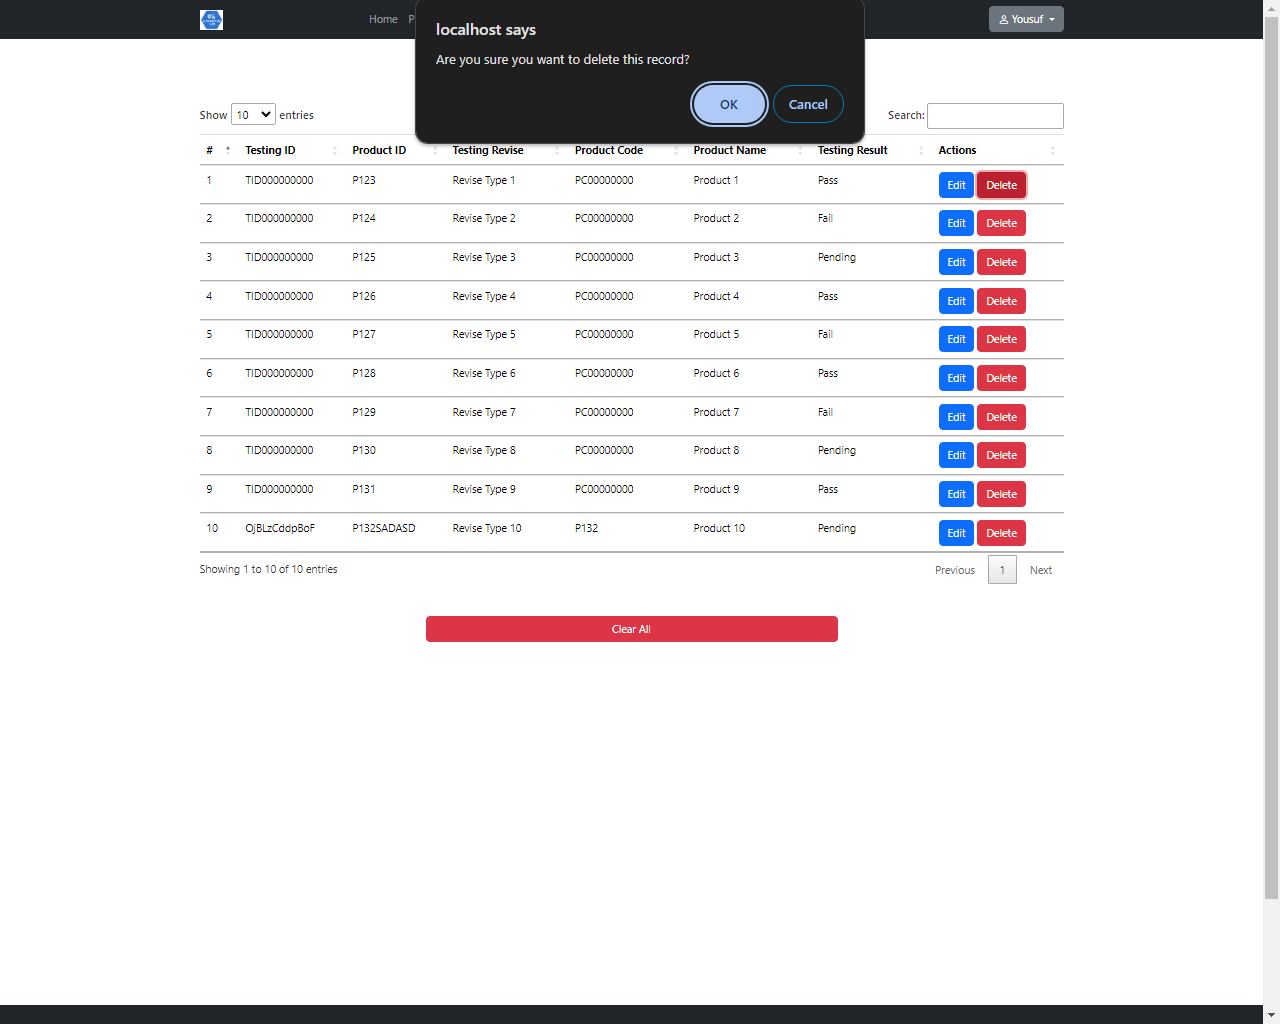 Home P
Yousuf
localhost says
Are you sure you want to delete this record?
OK Cancel
Show 10 entries
Search:
# Testing ID Product ID Testing Revise Product Code Product Name Testing Result Actions
1 TID000000000 P123 Revise Type 1 PC00000000 Product 1 Pass Edit Delete
2 TID000000000 P124 Revise Type 2 PC00000000 Product 2 Fail Edit Delete
3 TID000000000 P125 Revise Type 3 PC00000000 Product 3 Pending Edit Delete
4 TID000000000 P126 Revise Type 4 PC00000000 Product 4 Pass Edit Delete
5 TID000000000 P127 Revise Type 5 PC00000000 Product 5 Fail Edit Delete
6 TID000000000 P128 Revise Type 6 PC00000000 Product 6 Pass Edit Delete
7 TID000000000 P129 Revise Type 7 PC00000000 Product 7 Fail Edit Delete
8 TID000000000 P130 Revise Type 8 PC00000000 Product 8 Pending Edit Delete
9 TID000000000 P131 Revise Type 9 PC00000000 Product 9 Pass Edit Delete
10 OjBLzCddpBoF P132SADASD Revise Type 10 P132 Product 10 Pending Edit Delete
Showing 1 to 10 of 10 entries
Previous 1 Next
Clear All